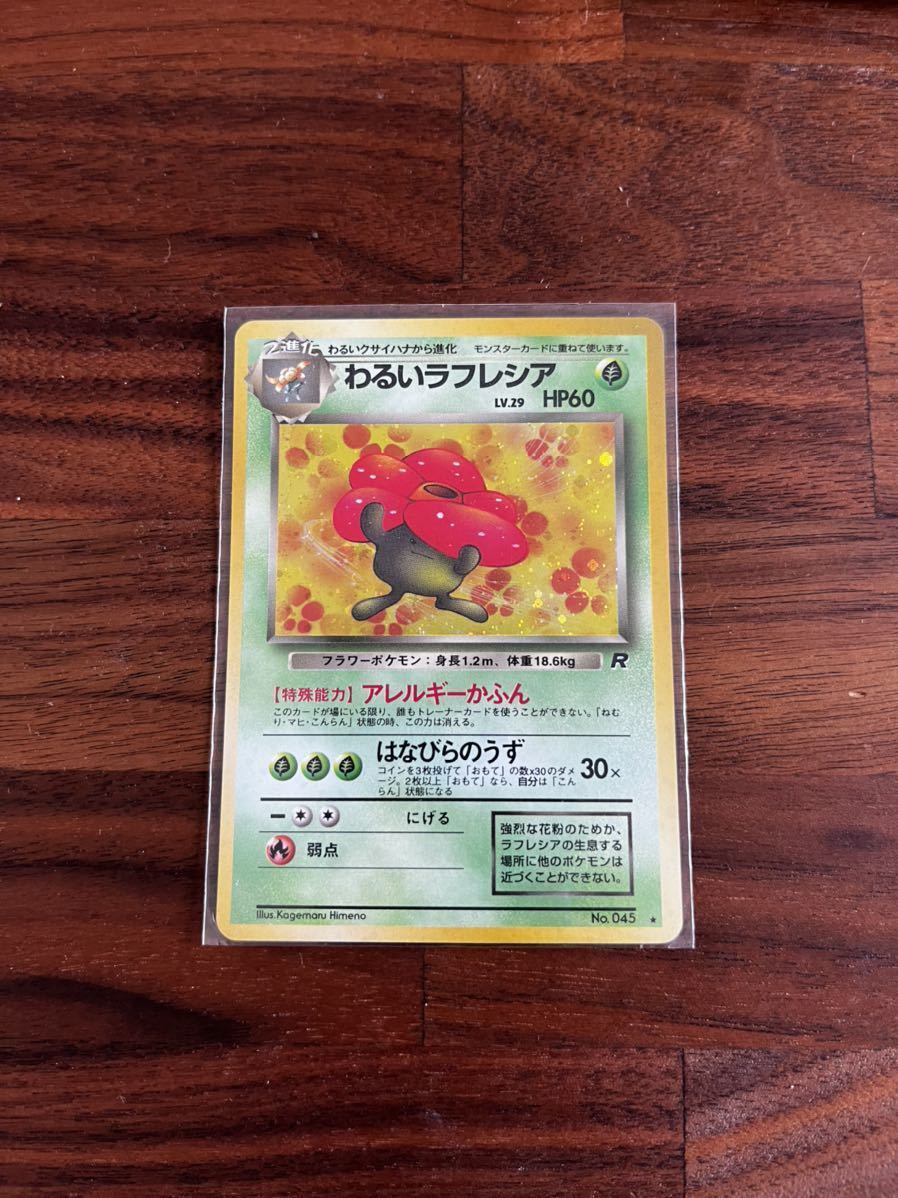 2進化 わるいクサイハナから進化 モンスターカードに重ねて使います。
わるいラフレシア
LV.29 HP60
フラワーポケモン：身長1.2m、体重18.6kg R
【特殊能力】アレルギーかふん
このカードが場にいる限り、誰もトレーナーカードを使うことができない。「ねむ
り・マヒ・こんらん」状態の時、この力は消える。
はなびらのうず
コインを3枚投げて「おもて」の数x30のダメ
ージ。2枚以上「おもて」なら、自分は「こん
らん」状態になる
30×
ー にげる
弱点
強烈な花粉のためか、
ラフレシアの生息する
場所に他のポケモンは
近づくことができない。
Illus.Kagemaru Himeno No.045 ★